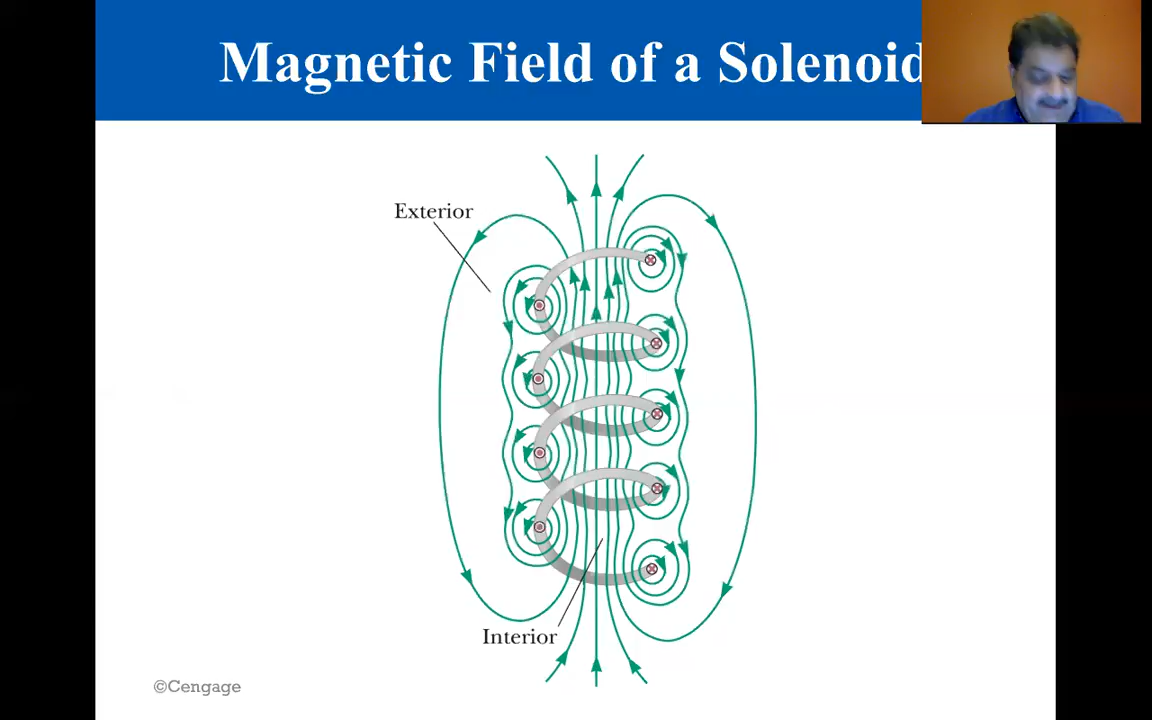 Magnetic Field of a Solenoid
Exterior
Interior
©Cengage